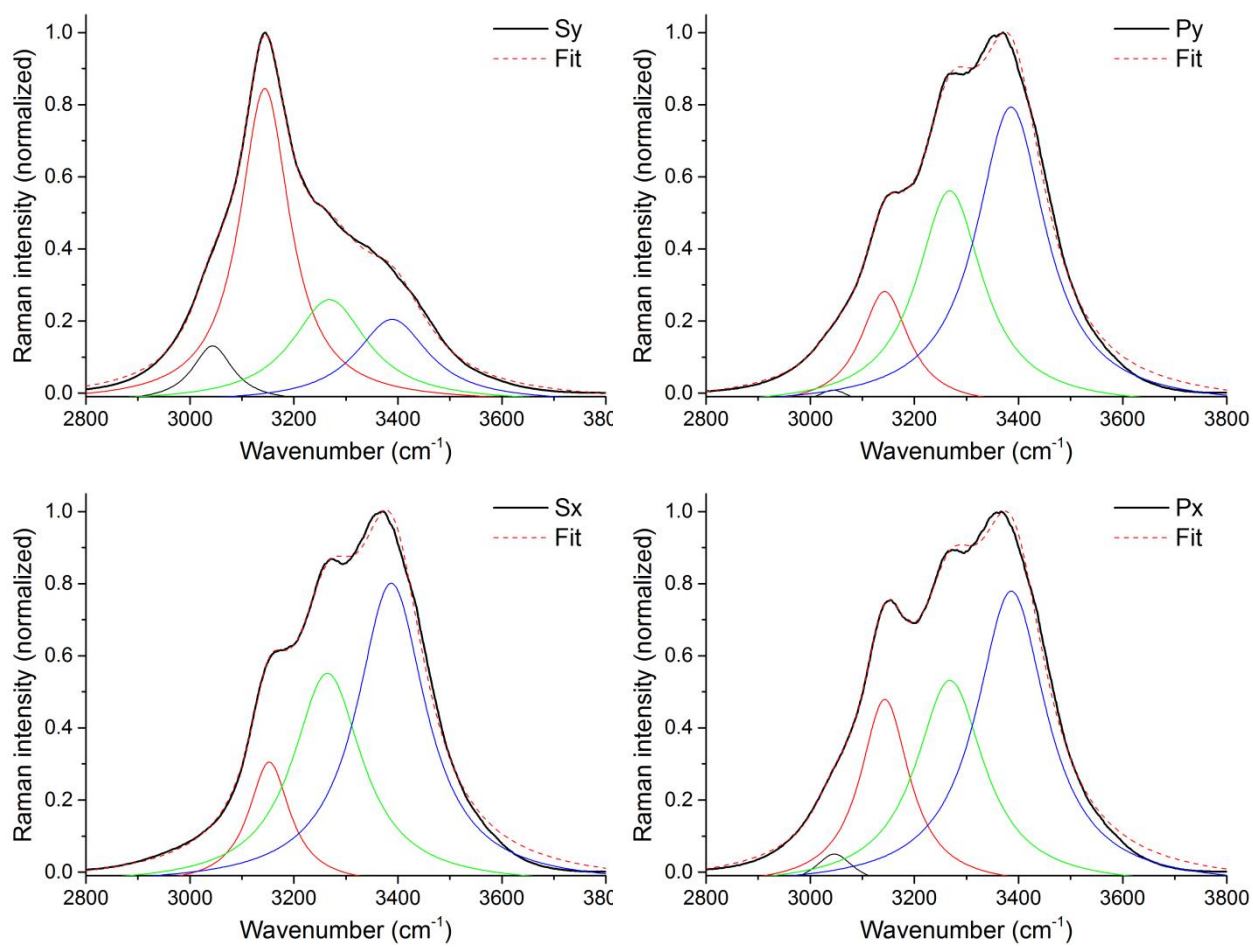 Sy
Fit
1.0
0.8
0.6
0.4
0.2
0.0
Raman intensity (normalized)
2800 3000 3200 3400 3600 380
Wavenumber (cm⁻¹)
Py
Fit
1.0
0.8
0.6
0.4
0.2
0.0
Raman intensity (normalized)
2800 3000 3200 3400 3600 3800
Wavenumber (cm⁻¹)
Sx
Fit
1.0
0.8
0.6
0.4
0.2
0.0
Raman intensity (normalized)
2800 3000 3200 3400 3600 380
Wavenumber (cm⁻¹)
Px
Fit
1.0
0.8
0.6
0.4
0.2
0.0
Raman intensity (normalized)
2800 3000 3200 3400 3600 3800
Wavenumber (cm⁻¹)